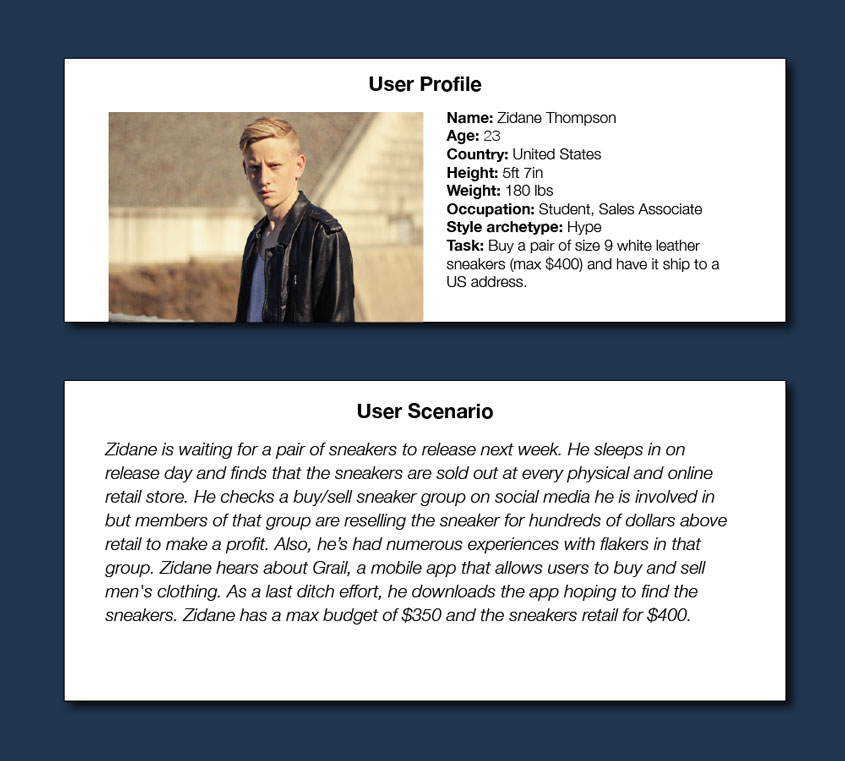 User Profile
Name: Zidane Thompson
Age: 23
Country: United States
Height: 5ft 7in
Weight: 180 lbs
Occupation: Student, Sales Associate
Style archetype: Hype
Task: Buy a pair of size 9 white leather
sneakers (max $400) and have it ship to a
US address.
User Scenario
Zidane is waiting for a pair of sneakers to release next week. He sleeps in on
release day and finds that the sneakers are sold out at every physical and online
retail store. He checks a buy/sell sneaker group on social media he is involved in
but members of that group are reselling the sneaker for hundreds of dollars above
retail to make a profit. Also, he’s had numerous experiences with flakers in that
group. Zidane hears about Grail, a mobile app that allows users to buy and sell
men's clothing. As a last ditch effort, he downloads the app hoping to find the
sneakers. Zidane has a max budget of $350 and the sneakers retail for $400.